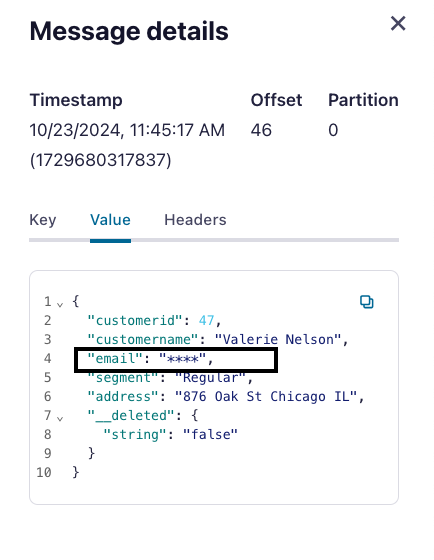 Message details
Timestamp Offset Partition
10/23/2024, 11:45:17 AM 46 0
(1729680317837)
Key Value Headers
1 {
2 "customerid": 47,
3 "customername": "Valerie Nelson",
4 "email": "****",
5 "segment": "Regular",
6 "address": "876 Oak St Chicago IL",
7 "__deleted": {
8 "string": "false"
9 }
10 }